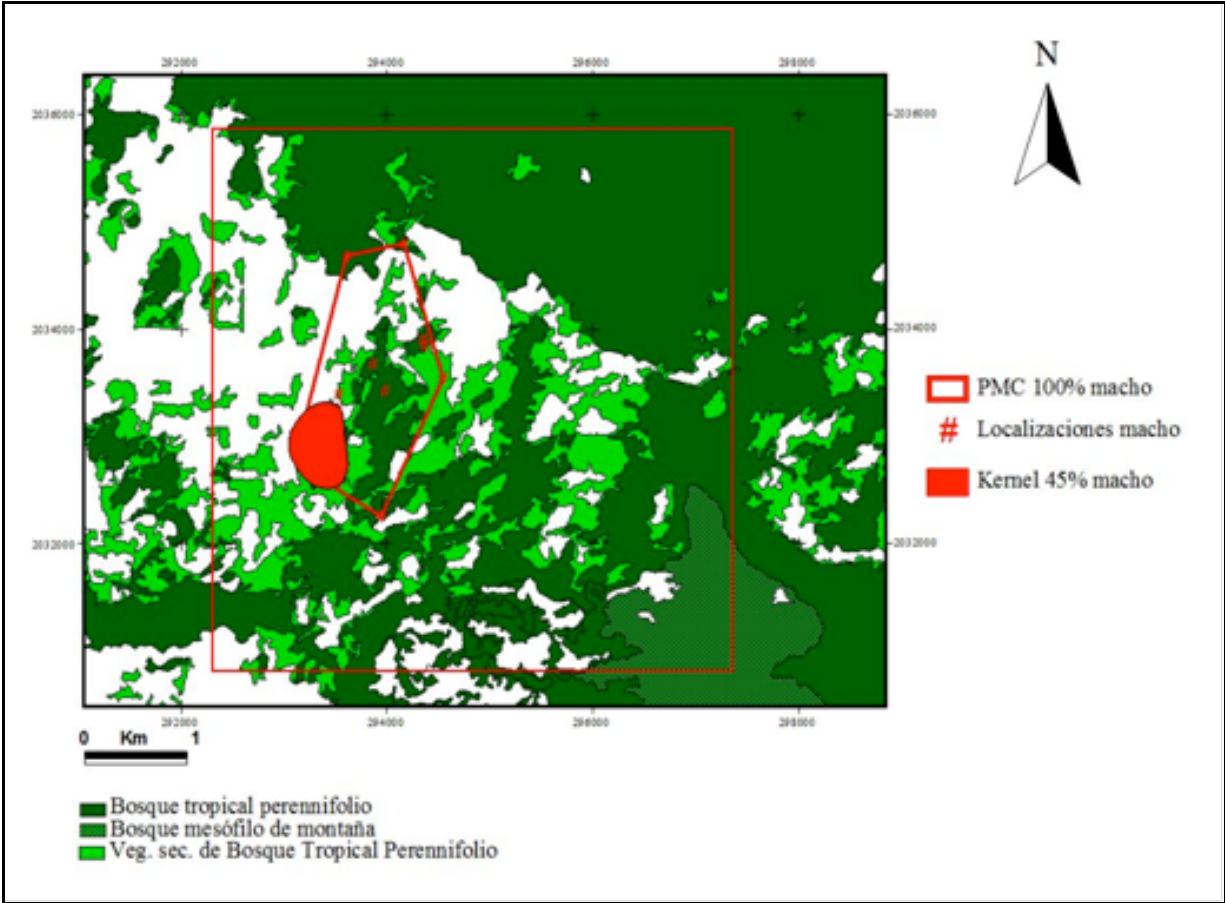 N
292000 294000 296000 298000
2036000 2036000
2034000 2034000
PMC 100% macho
# Localizaciones macho
Kernel 45% macho
2032000 2032000
292000 294000 296000 298000
0 Km 1
Bosque tropical perennifolio
Bosque mesófilo de montaña
Veg. sec. de Bosque Tropical Perennifolio